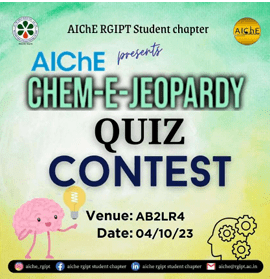 AIChE RGIPT Student chapter
AIChE
AIChE presents
CHEM-E-JEOPARDY
QUIZ
CONTEST
Venue: AB2LR4
Date: 04/10/23
aiche_rgipt
aiche rgipt student chapter
aiche rgipt student chapter
aiche@rgipt.ac.in